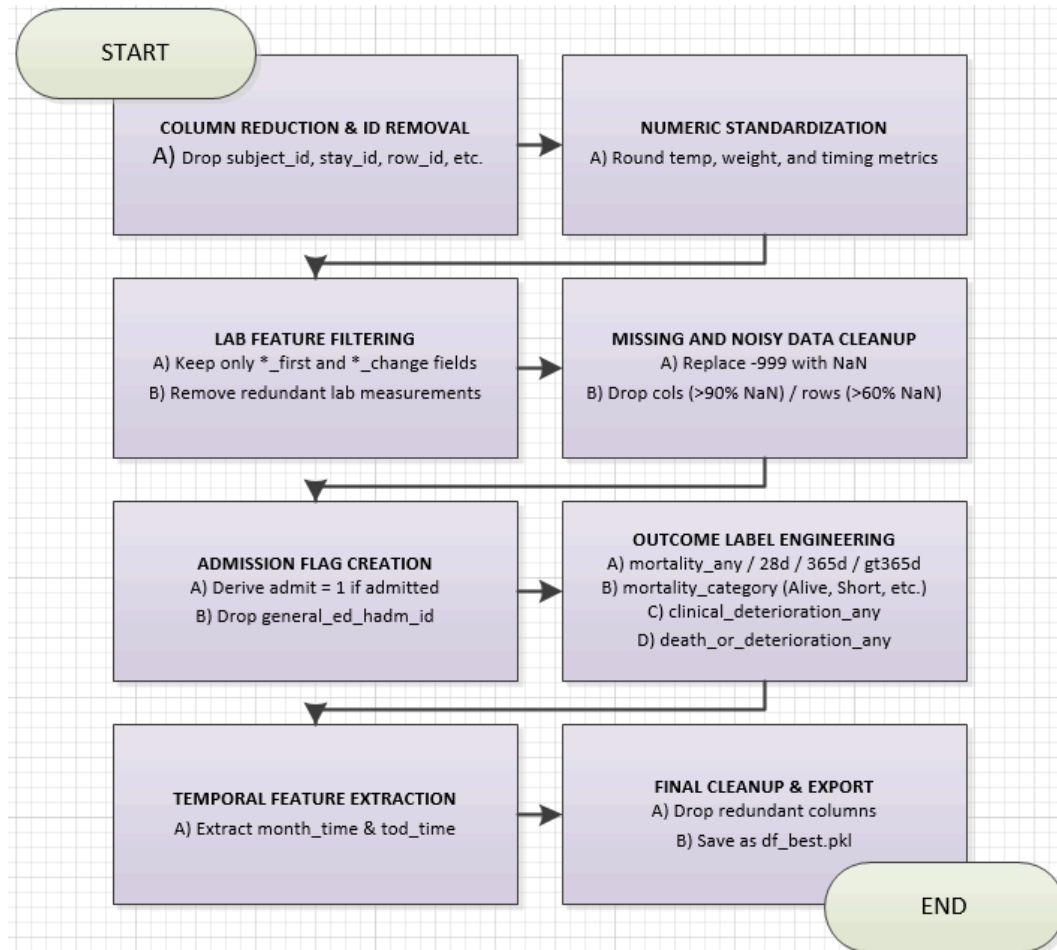 START
COLUMN REDUCTION & ID REMOVAL
A) Drop subject_id, stay_id, row_id, etc.
NUMERIC STANDARDIZATION
A) Round temp, weight, and timing metrics
LAB FEATURE FILTERING
A) Keep only *_first and *_change fields
B) Remove redundant lab measurements
MISSING AND NOISY DATA CLEANUP
A) Replace -999 with NaN
B) Drop cols (>90% NaN) / rows (>60% NaN)
ADMISSION FLAG CREATION
A) Derive admit = 1 if admitted
B) Drop general_ed_hadm_id
OUTCOME LABEL ENGINEERING
A) mortality_any / 28d / 365d / gt365d
B) mortality_category (Alive, Short, etc.)
C) clinical_deterioration_any
D) death_or_deterioration_any
TEMPORAL FEATURE EXTRACTION
A) Extract month_time & tod_time
FINAL CLEANUP & EXPORT
A) Drop redundant columns
B) Save as df_best.pkl
END